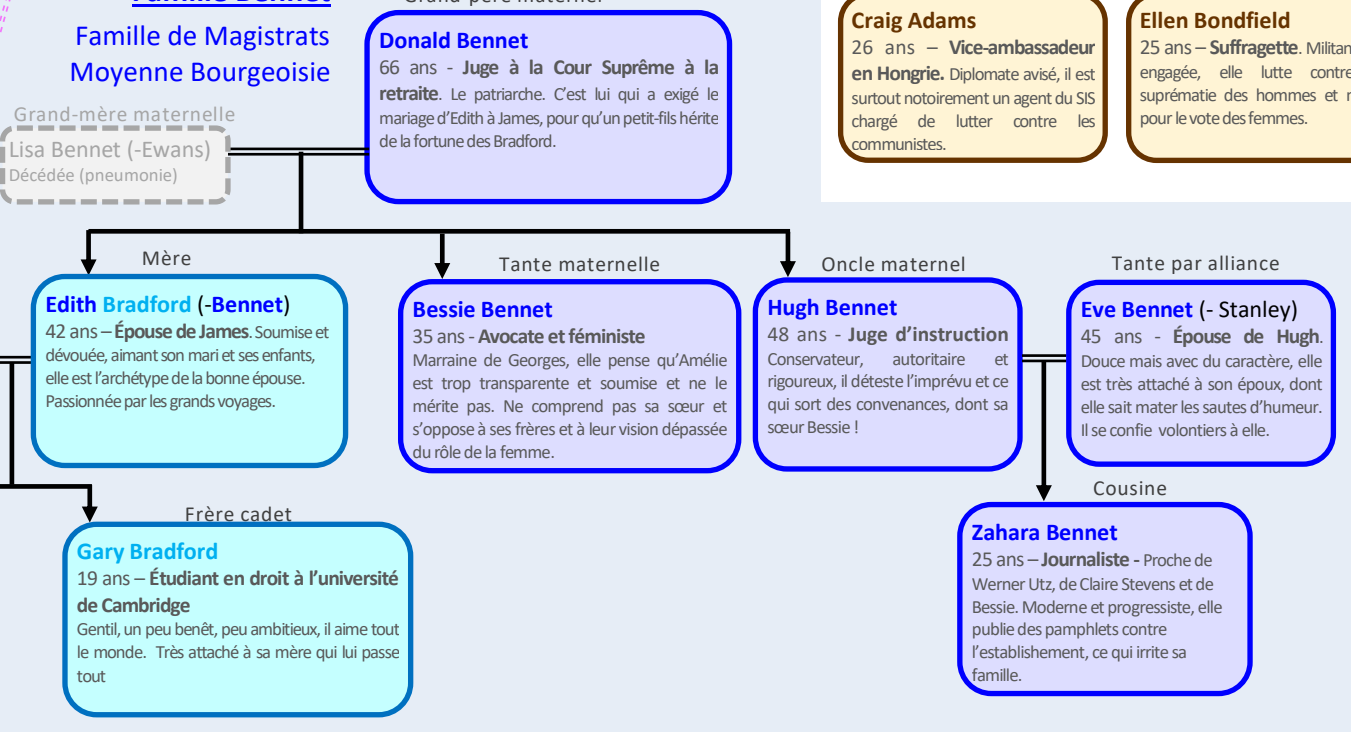 Famille Bennet
Famille de Magistrats
Moyenne Bourgeoisie
Grand-père maternel
Donald Bennet
66 ans - Juge à la Cour Suprême à la
retraite. Le patriarche. C'est lui qui a exigé le
mariage d'Edith à James, pour qu'un petit-fils hérite
de la fortune des Bradford.
Craig Adams
26 ans – Vice-ambassadeur
en Hongrie. Diplomate avisé, il est
surtout notoirement un agent du SIS
chargé de lutter contre les
communistes.
Ellen Bondfield
25 ans – Suffragette. Militan
engagée, elle lutte contre
suprématie des hommes et
pour le vote des femmes.
Grand-mère maternelle
Lisa Bennet (-Ewans)
Décédée (pneumonie)
Mère
Edith Bradford (-Bennet)
42 ans – Épouse de James. Soumise et
dévouée, aimant son mari et ses enfants,
elle est l'archétype de la bonne épouse.
Passionnée par les grands voyages.
Tante maternelle
Bessie Bennet
35 ans - Avocate et féministe
Marraine de Georges, elle pense qu'Amélie
est trop transparente et soumise et ne le
mérite pas. Ne comprend pas sa sœur et
s'oppose à ses frères et à leur vision dépassée
du rôle de la femme.
Oncle maternel
Hugh Bennet
48 ans - Juge d'instruction
Conservateur, autoritaire et
rigoureux, il déteste l'imprévu et ce
qui sort des convenances, dont sa
sœur Bessie !
Tante par alliance
Eve Bennet (- Stanley)
45 ans - Épouse de Hugh.
Douce mais avec du caractère, elle
est très attaché à son époux, dont
elle sait mater les sautes d'humeur.
Il se confie volontiers à elle.
Frère cadet
Gary Bradford
19 ans – Étudiant en droit à l'université
de Cambridge
Gentil, un peu benêt, peu ambitieux, il aime tout
le monde. Très attaché à sa mère qui lui passe
tout
Cousine
Zahara Bennet
25 ans – Journaliste - Proche de
Werner Utz, de Claire Stevens et de
Bessie. Moderne et progressiste, elle
publie des pamphlets contre
l'establishement, ce qui irrite sa
famille.